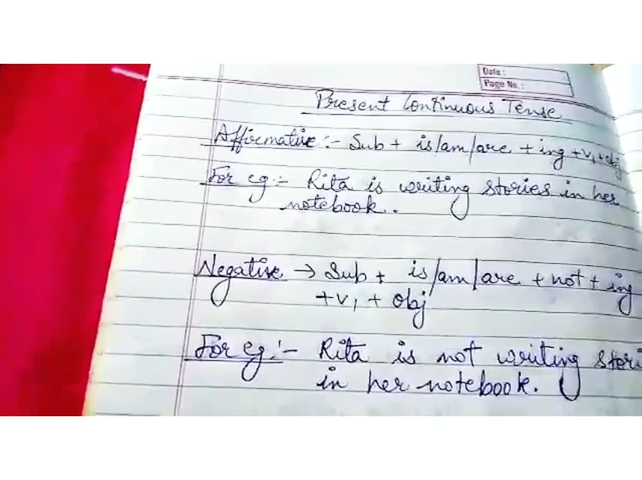 Date :
Page No. :
Present Continuous Tense
Affirmative :- Sub + is/am/are + ing + v1 + obj
For eg :- Rita is writing stories in her
notebook..
Negative → Sub + is/am/are + not + ing
+ v1 + obj
For eg :- Rita is not writing stori
in her notebook.